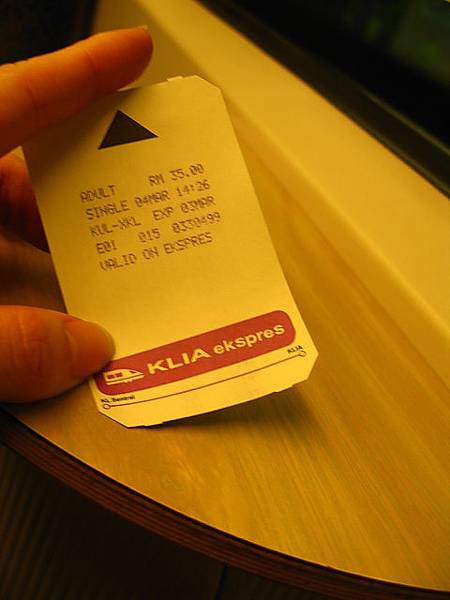 ADULT RM 35.00
SINGLE 04MAR 14:26
KUL-XKL EXP 03MAR
E01 015 0330499
VALID ON EKSPRES
KLIA ekspres
KL Sentral KLIA